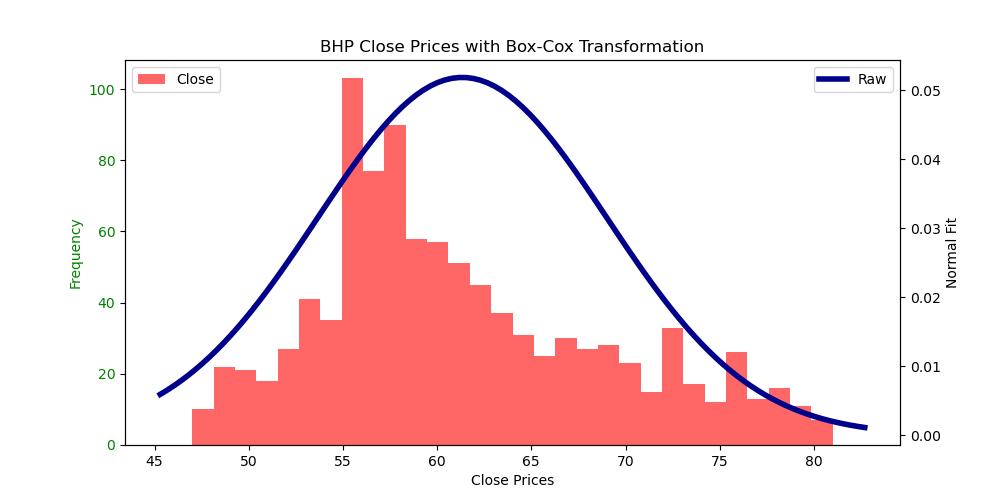 BHP Close Prices with Box-Cox Transformation
Close
Raw
100
80
60
40
20
0
Frequency
0.05
0.04
0.03
0.02
0.01
0.00
Normal Fit
45 50 55 60 65 70 75 80
Close Prices